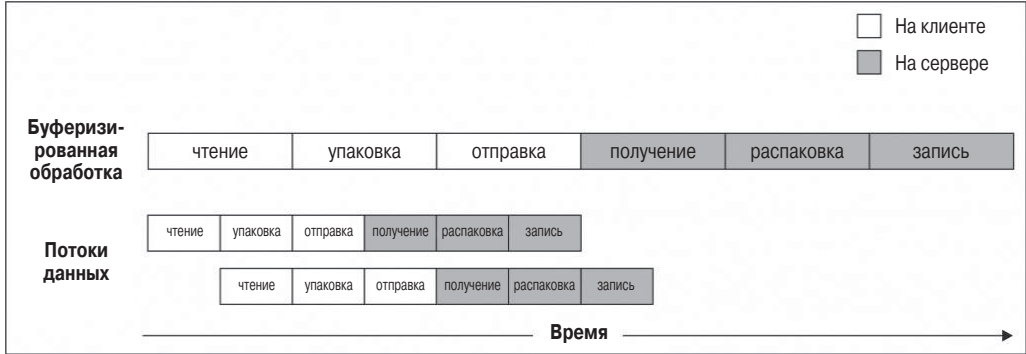 На клиенте
На сервере
Буферизи-
рованная
обработка
чтение упаковка отправка получение распаковка запись
чтение упаковка отправка получение распаковка запись
Потоки
данных
чтение упаковка отправка получение распаковка запись
Время